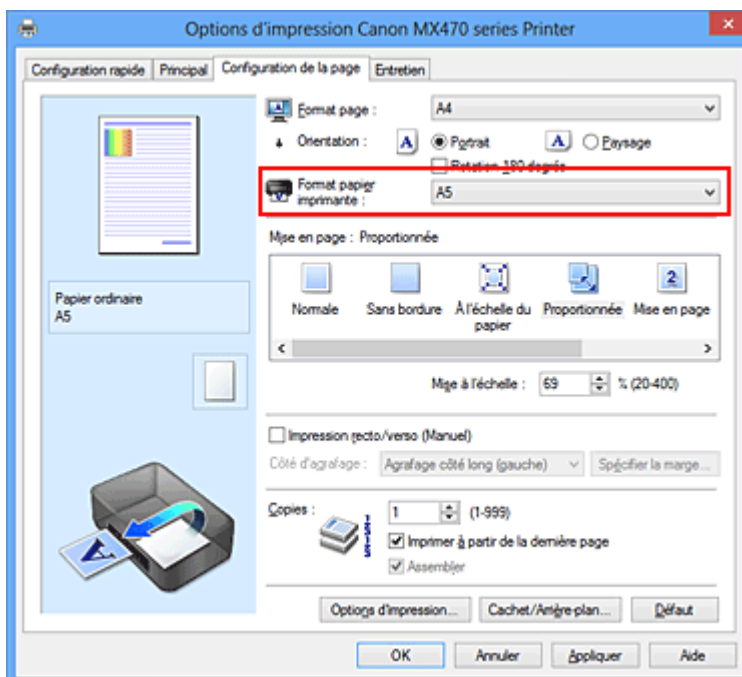 Options d'impression Canon MX470 series Printer
Configuration rapide Principal Configuration de la page Entretien
Format page : A4
Orientation : A Portrait A Paysage
Rotation 180 degrés
Format papier imprimante : A5
Mise en page : Proportionnée
Papier ordinaire
A5
Normale Sans bordure À l'échelle du papier Proportionnée Mise en page
2
Mise à l'échelle : 69 % (20-400)
Impression recto/verso (Manuel)
Côté d'agrafage : Agrafage côté long (gauche) Spécifier la marge...
Copies : 1 (1-999)
Imprimer à partir de la dernière page
Assembler
A
Options d'impression... Cachet/Arrière-plan... Défaut
OK Annuler Appliquer Aide